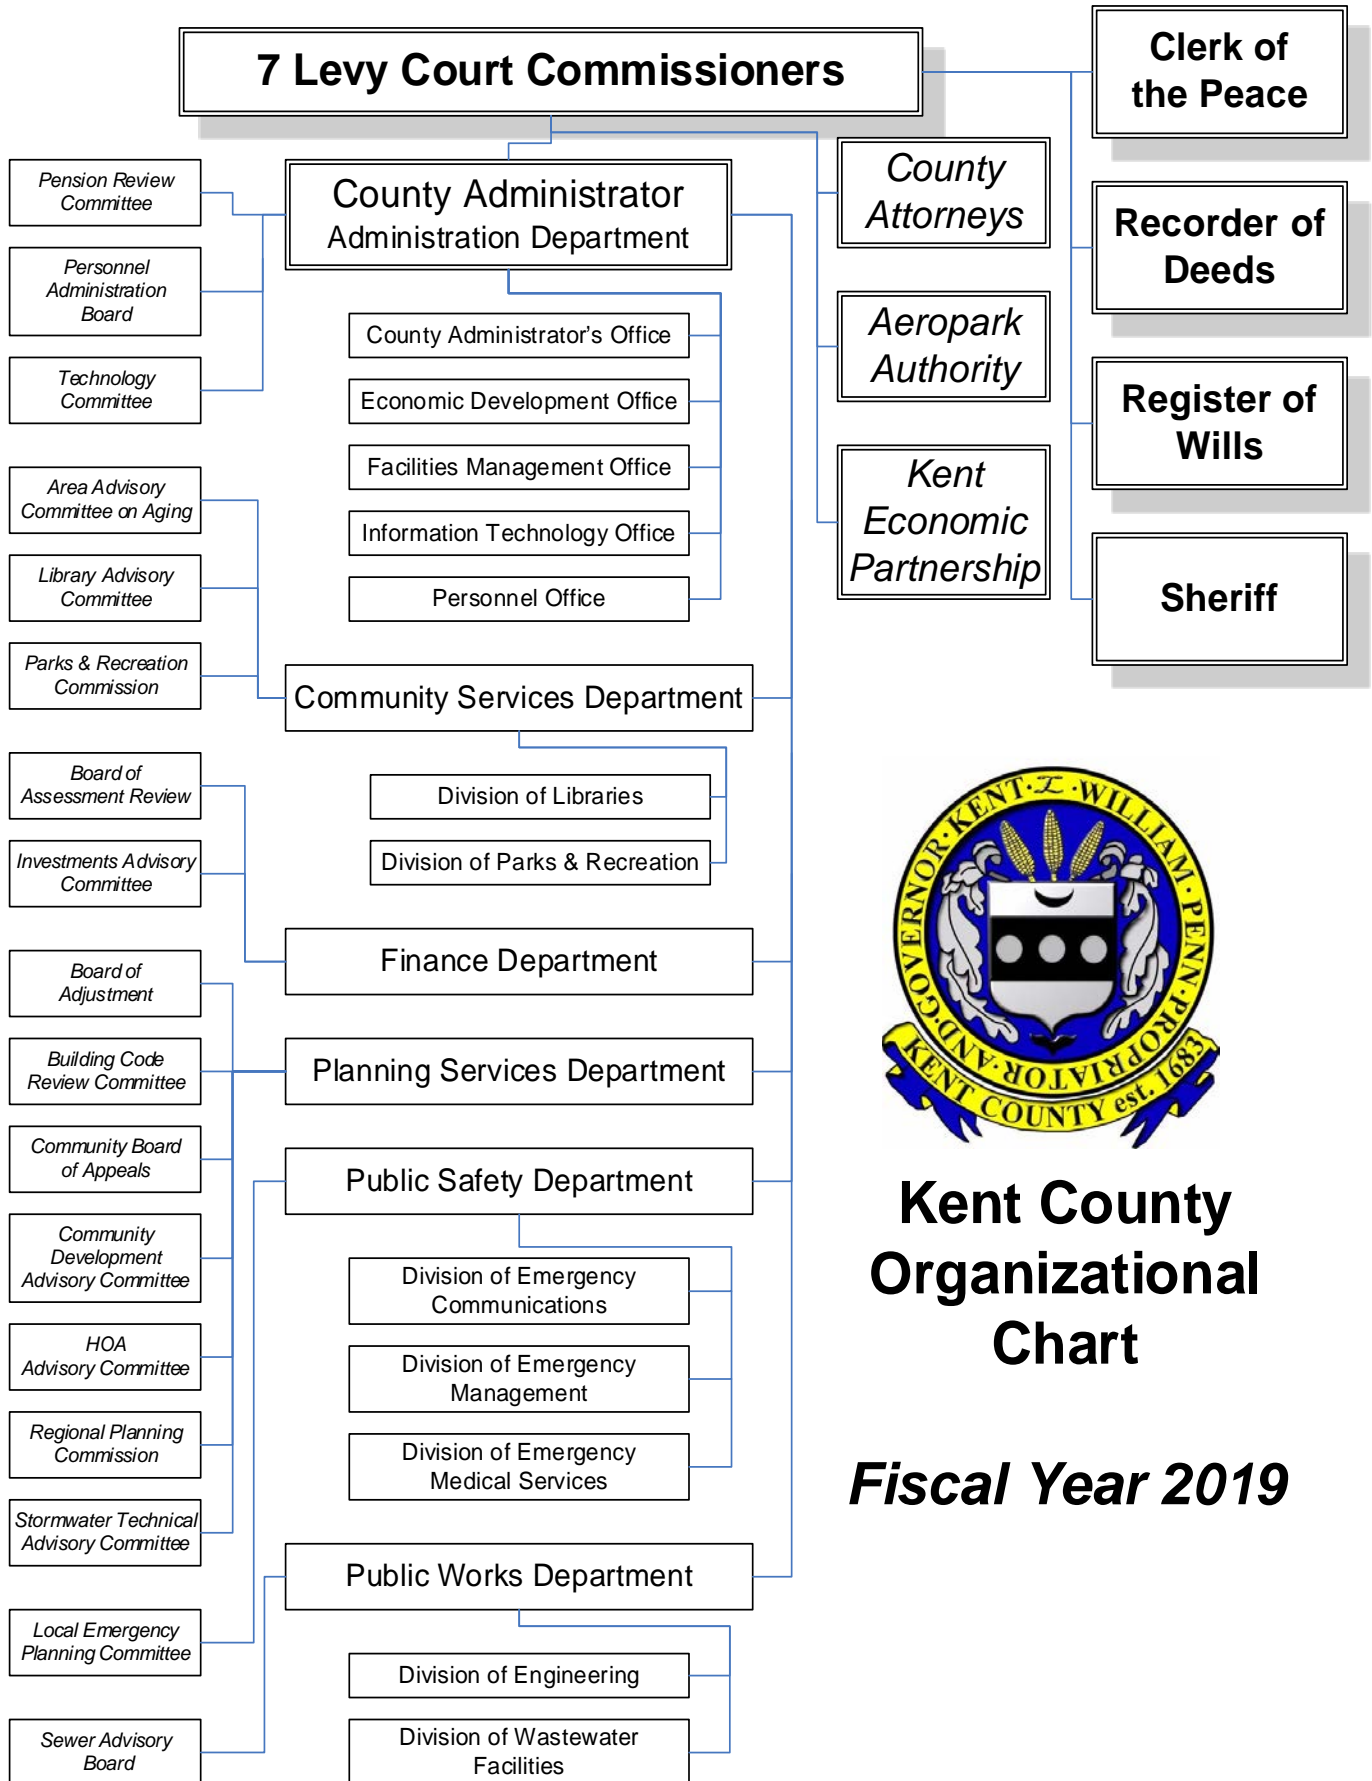 7 Levy Court Commissioners
Clerk of
the Peace
Recorder of
Deeds
Register of
Wills
Sheriff
County
Attorneys
Aeropark
Authority
Kent
Economic
Partnership
County Administrator
Administration Department
County Administrator’s Office
Economic Development Office
Facilities Management Office
Information Technology Office
Personnel Office
Pension Review
Committee
Personnel
Administration
Board
Technology
Committee
Area Advisory
Committee on Aging
Library Advisory
Committee
Parks & Recreation
Commission
Community Services Department
Division of Libraries
Division of Parks & Recreation
Board of
Assessment Review
Investments Advisory
Committee
Finance Department
Board of
Adjustment
Building Code
Review Committee
Community Board
of Appeals
Community
Development
Advisory Committee
HOA
Advisory Committee
Regional Planning
Commission
Stormwater Technical
Advisory Committee
Planning Services Department
Public Safety Department
Division of Emergency
Communications
Division of Emergency
Management
Division of Emergency
Medical Services
Local Emergency
Planning Committee
Public Works Department
Division of Engineering
Division of Wastewater
Facilities
Sewer Advisory
Board
KENT · WILLIAM · PENN · PROPRIATOR · AND · GOVERNOR
KENT COUNTY est. 1683
Kent County
Organizational
Chart
Fiscal Year 2019